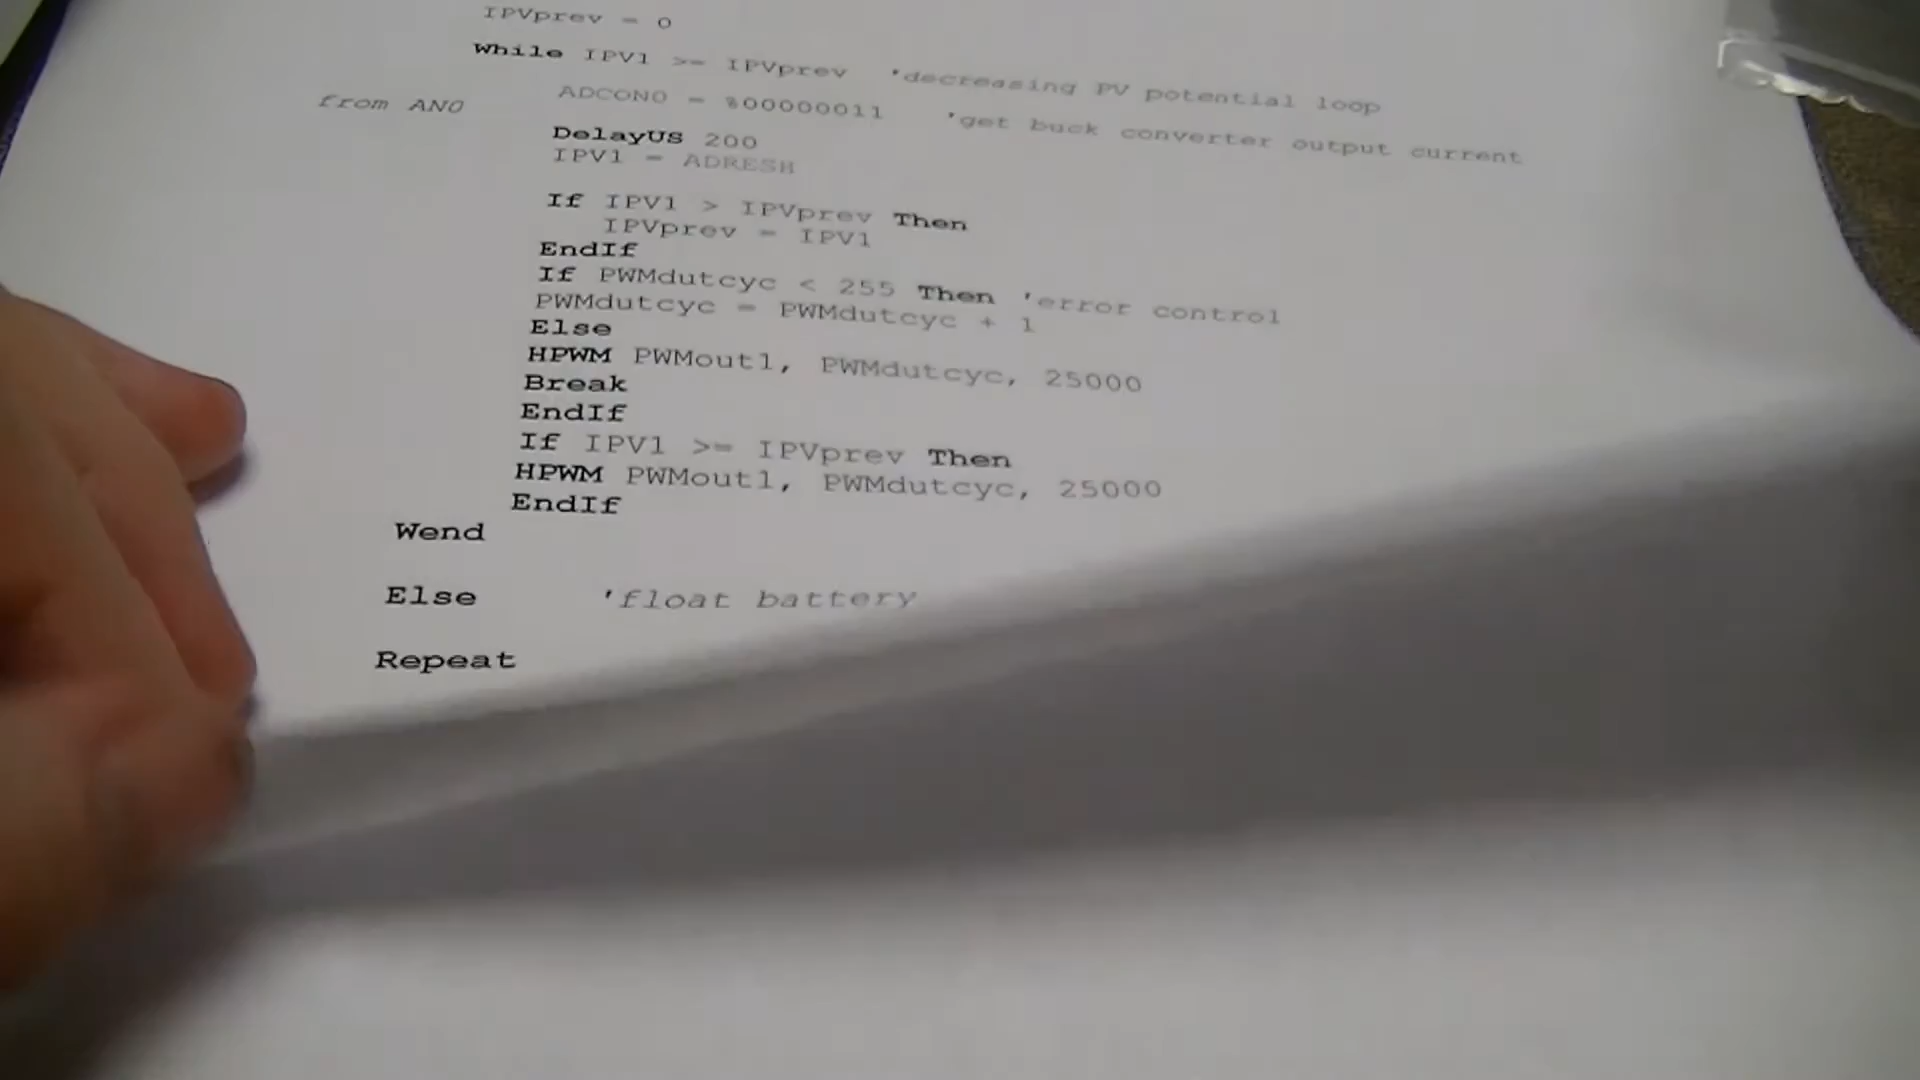 IPVprev = 0
While IPV1 >= IPVprev 'decreasing PV potential loop
ADCON0 = %00000011 'get buck converter output current
from AN0
DelayUS 200
IPV1 = ADRESH
If IPV1 > IPVprev Then
IPVprev = IPV1
EndIf
If PWMdutcyc < 255 Then 'error control
PWMdutcyc = PWMdutcyc + 1
Else
HPWM PWMout1, PWMdutcyc, 25000
Break
EndIf
If IPV1 >= IPVprev Then
HPWM PWMout1, PWMdutcyc, 25000
EndIf
Wend
Else 'float battery
Repeat